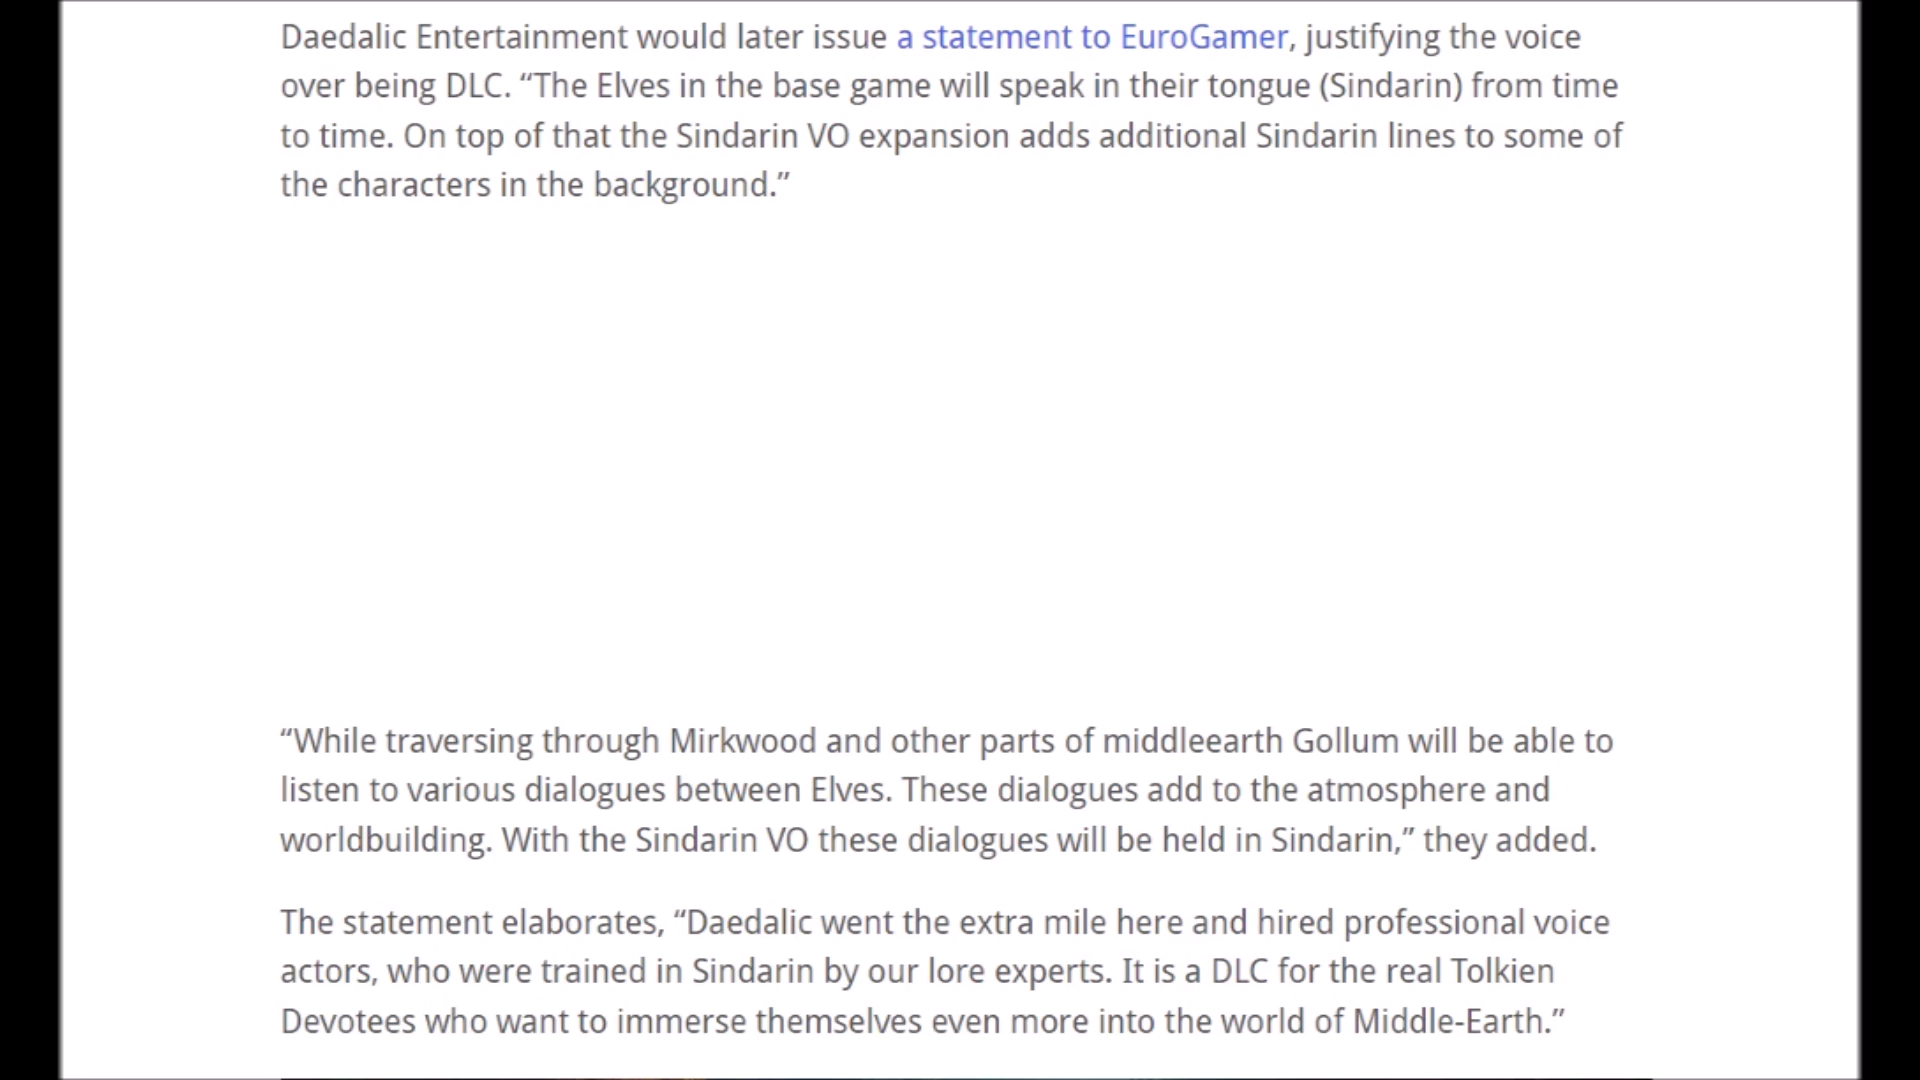 Daedalic Entertainment would later issue a statement to EuroGamer, justifying the voice
over being DLC. “The Elves in the base game will speak in their tongue (Sindarin) from time
to time. On top of that the Sindarin VO expansion adds additional Sindarin lines to some of
the characters in the background.”
“While traversing through Mirkwood and other parts of middleearth Gollum will be able to
listen to various dialogues between Elves. These dialogues add to the atmosphere and
worldbuilding. With the Sindarin VO these dialogues will be held in Sindarin,” they added.
The statement elaborates, “Daedalic went the extra mile here and hired professional voice
actors, who were trained in Sindarin by our lore experts. It is a DLC for the real Tolkien
Devotees who want to immerse themselves even more into the world of Middle-Earth.”